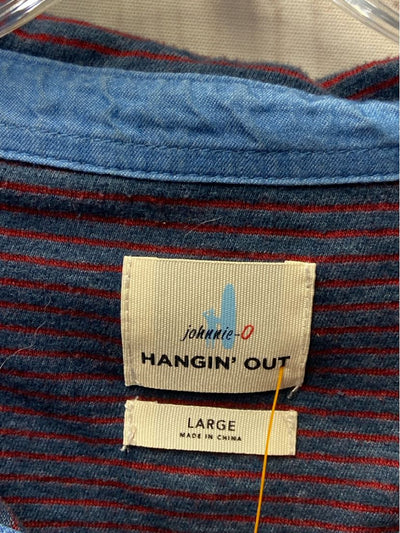 johnnie-O
HANGIN' OUT
LARGE
MADE IN CHINA